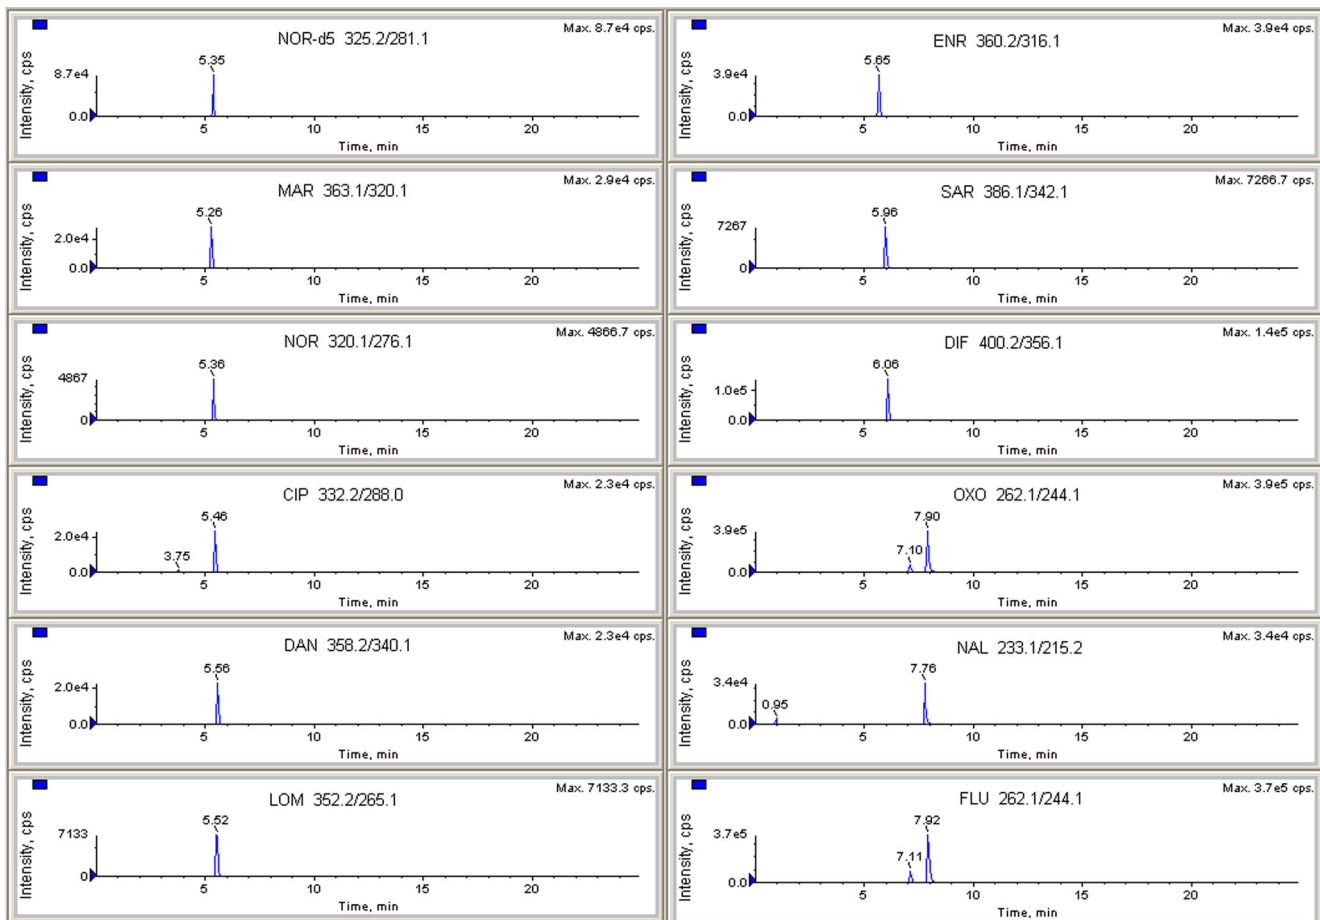 Max. 8.7e4 cps.
NOR-d5 325.2/281.1
5.35
8.7e4
0.0
Intensity, cps
5 10 15 20
Time, min
Max. 3.9e4 cps.
ENR 360.2/316.1
5.65
3.9e4
0.0
Intensity, cps
5 10 15 20
Time, min
Max. 2.9e4 cps.
MAR 363.1/320.1
5.26
2.0e4
0.0
Intensity, cps
5 10 15 20
Time, min
Max. 7266.7 cps.
SAR 386.1/342.1
5.96
7267
0
Intensity, cps
5 10 15 20
Time, min
Max. 4866.7 cps.
NOR 320.1/276.1
5.36
4867
0
Intensity, cps
5 10 15 20
Time, min
Max. 1.4e5 cps.
DIF 400.2/356.1
6.06
1.0e5
0.0
Intensity, cps
5 10 15 20
Time, min
Max. 2.3e4 cps.
CIP 332.2/288.0
5.46
3.75
2.0e4
0.0
Intensity, cps
5 10 15 20
Time, min
Max. 3.9e5 cps.
OXO 262.1/244.1
7.90
7.10
3.9e5
0.0
Intensity, cps
5 10 15 20
Time, min
Max. 2.3e4 cps.
DAN 358.2/340.1
5.56
2.0e4
0.0
Intensity, cps
5 10 15 20
Time, min
Max. 3.4e4 cps.
NAL 233.1/215.2
7.76
0.95
3.4e4
0.0
Intensity, cps
5 10 15 20
Time, min
Max. 7133.3 cps.
LOM 352.2/265.1
5.52
7133
0
Intensity, cps
5 10 15 20
Time, min
Max. 3.7e5 cps.
FLU 262.1/244.1
7.92
7.11
3.7e5
0.0
Intensity, cps
5 10 15 20
Time, min